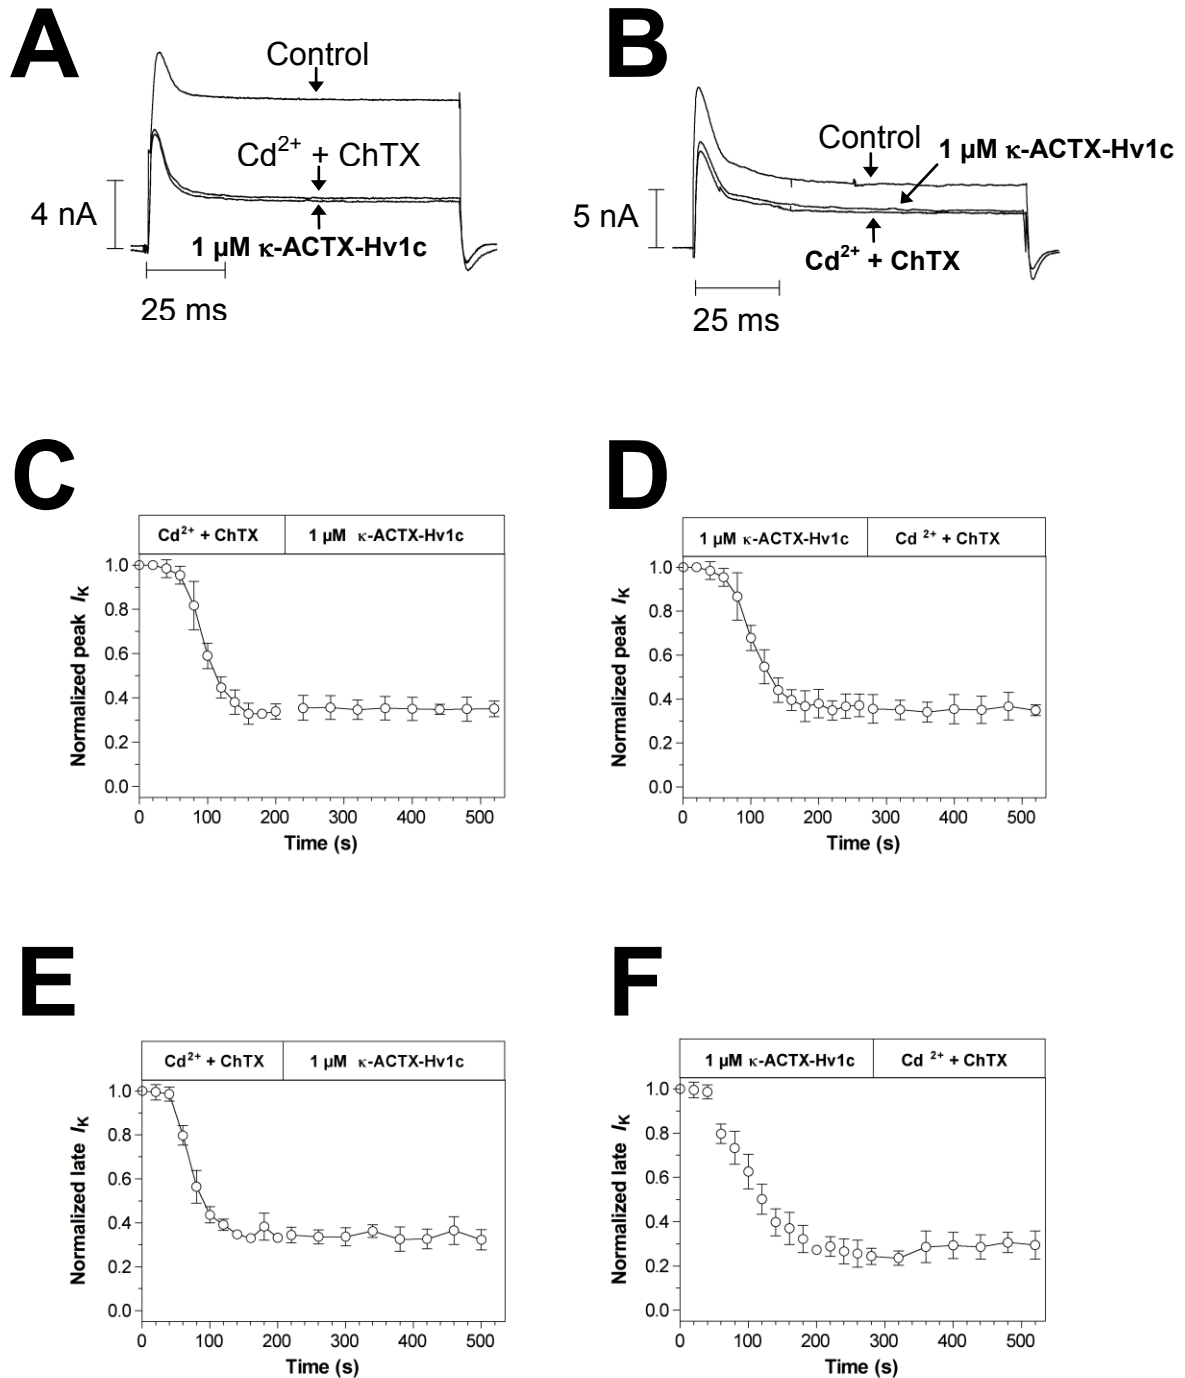 A
B
Control
Cd2+ + ChTX
4 nA
1 µM κ-ACTX-Hv1c
25 ms
Control
1 µM κ-ACTX-Hv1c
5 nA
Cd2+ + ChTX
25 ms
C
D
Cd2+ + ChTX
1 µM κ-ACTX-Hv1c
Normalized peak IK
1.0
0.8
0.6
0.4
0.2
0.0
0 100 200 300 400 500
Time (s)
1 µM κ-ACTX-Hv1c
Cd 2+ + ChTX
Normalized peak IK
1.0
0.8
0.6
0.4
0.2
0.0
0 100 200 300 400 500
Time (s)
E
F
Cd2+ + ChTX
1 µM κ-ACTX-Hv1c
Normalized late IK
1.0
0.8
0.6
0.4
0.2
0.0
0 100 200 300 400 500
Time (s)
1 µM κ-ACTX-Hv1c
Cd 2+ + ChTX
Normalized late IK
1.0
0.8
0.6
0.4
0.2
0.0
0 100 200 300 400 500
Time (s)